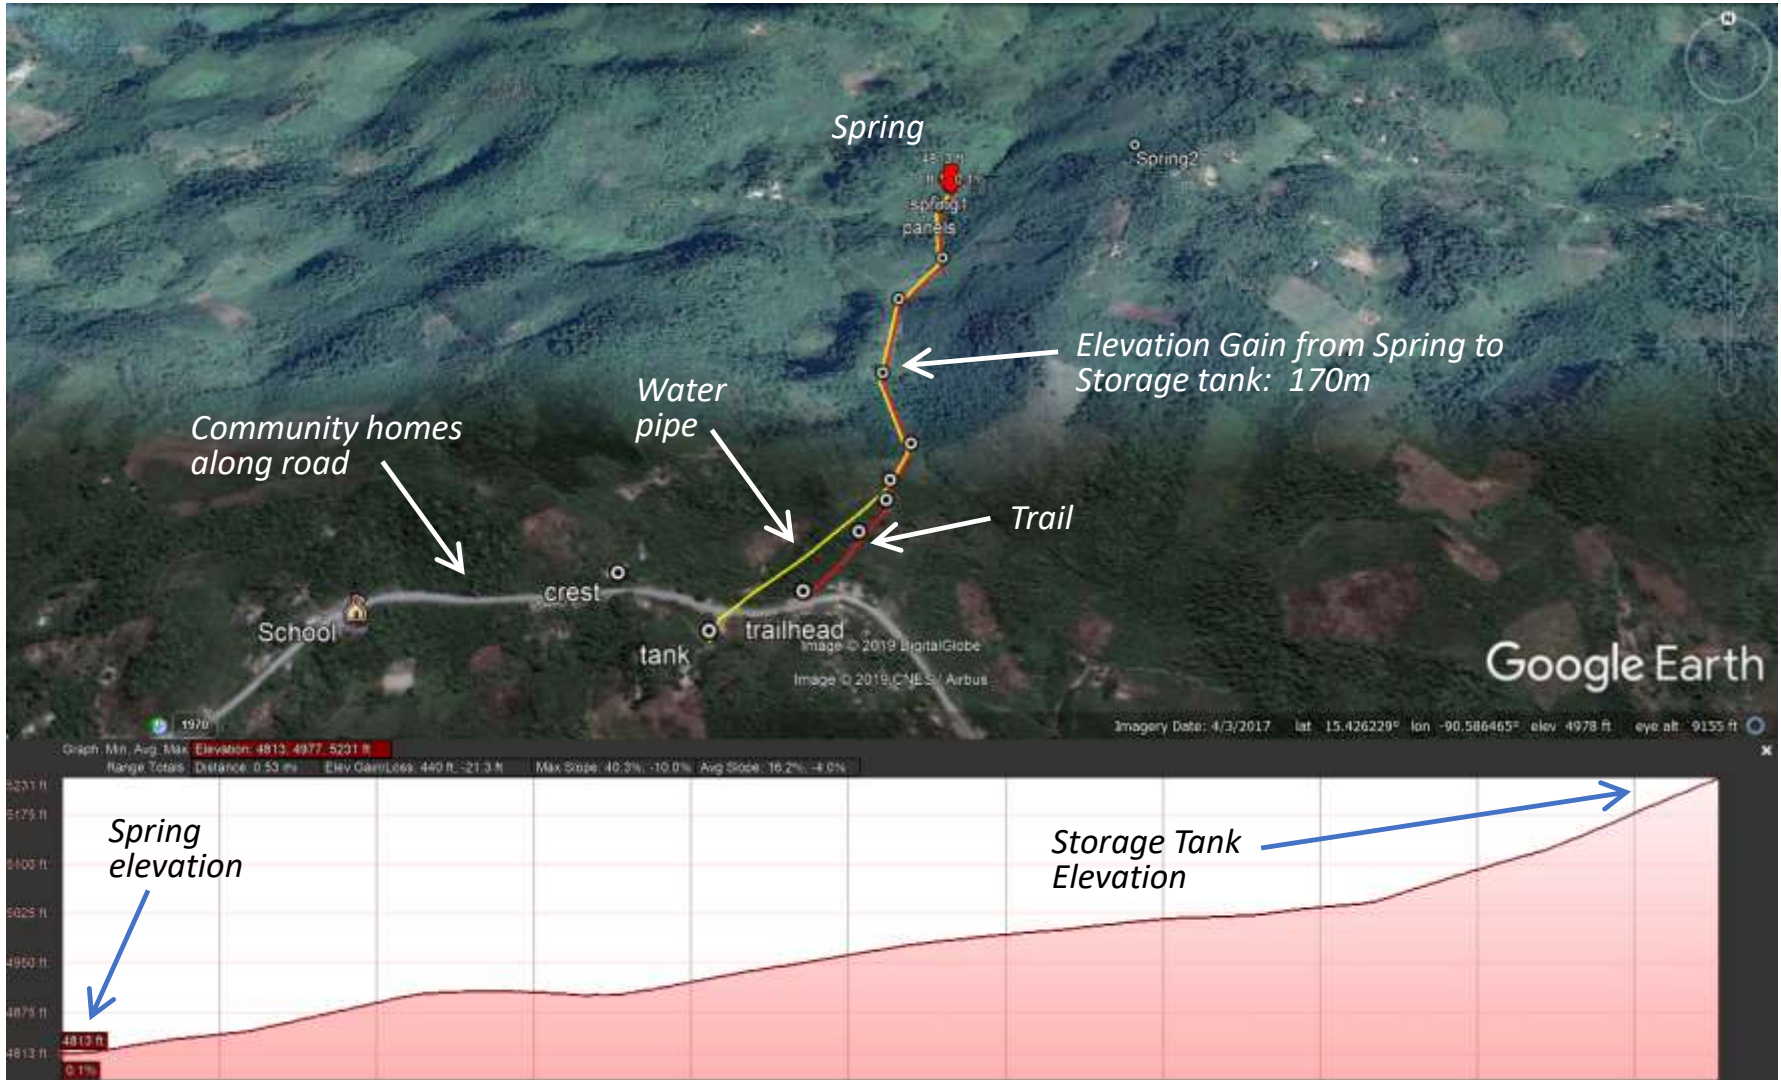 Spring
Spring2
spring1
panels
Elevation Gain from Spring to
Storage tank: 170m
Water
pipe
Community homes
along road
Trail
crest
School
trailhead
tank
Image © 2019 DigitalGlobe
Image © 2019 CNES / Airbus
Google Earth
N
1970
Imagery Date: 4/3/2017 lat 15.426229° lon -90.586465° elev 4978 ft eye alt 9155 ft
Graph: Min, Avg, Max Elevation: 4813, 4977, 5231 ft
Range Totals: Distance: 0.53 mi Elev Gain/Loss: 440 ft, -21.3 ft Max Slope: 40.3%, -10.0% Avg Slope: 16.2%, -4.0%
5231 ft
5175 ft
5100 ft
5025 ft
4950 ft
4875 ft
4813 ft
Spring
elevation
Storage Tank
Elevation
4813 ft
0.1%